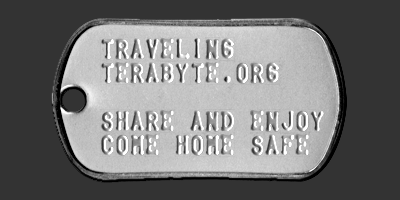 TRAVELING
TERABYTE.ORG
SHARE AND ENJOY
COME HOME SAFE